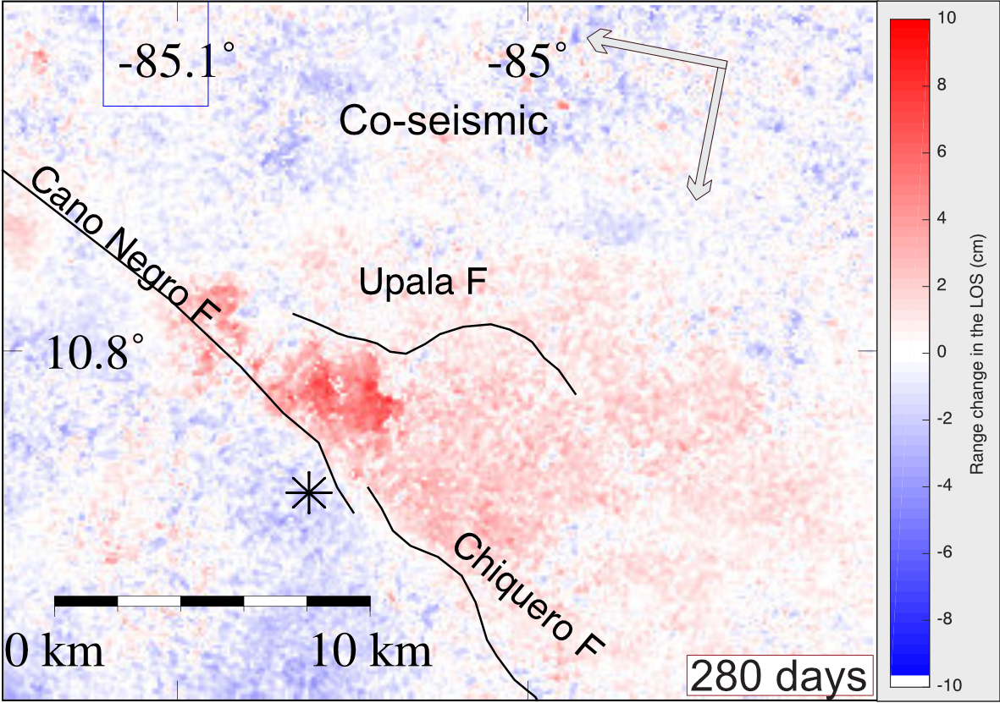 -85.1°
-85°
Co-seismic
Cano Negro F
Upala F
10.8°
Chiquero F
0 km
10 km
280 days
10
8
6
4
2
0
-2
-4
-6
-8
-10
Range change in the LOS (cm)